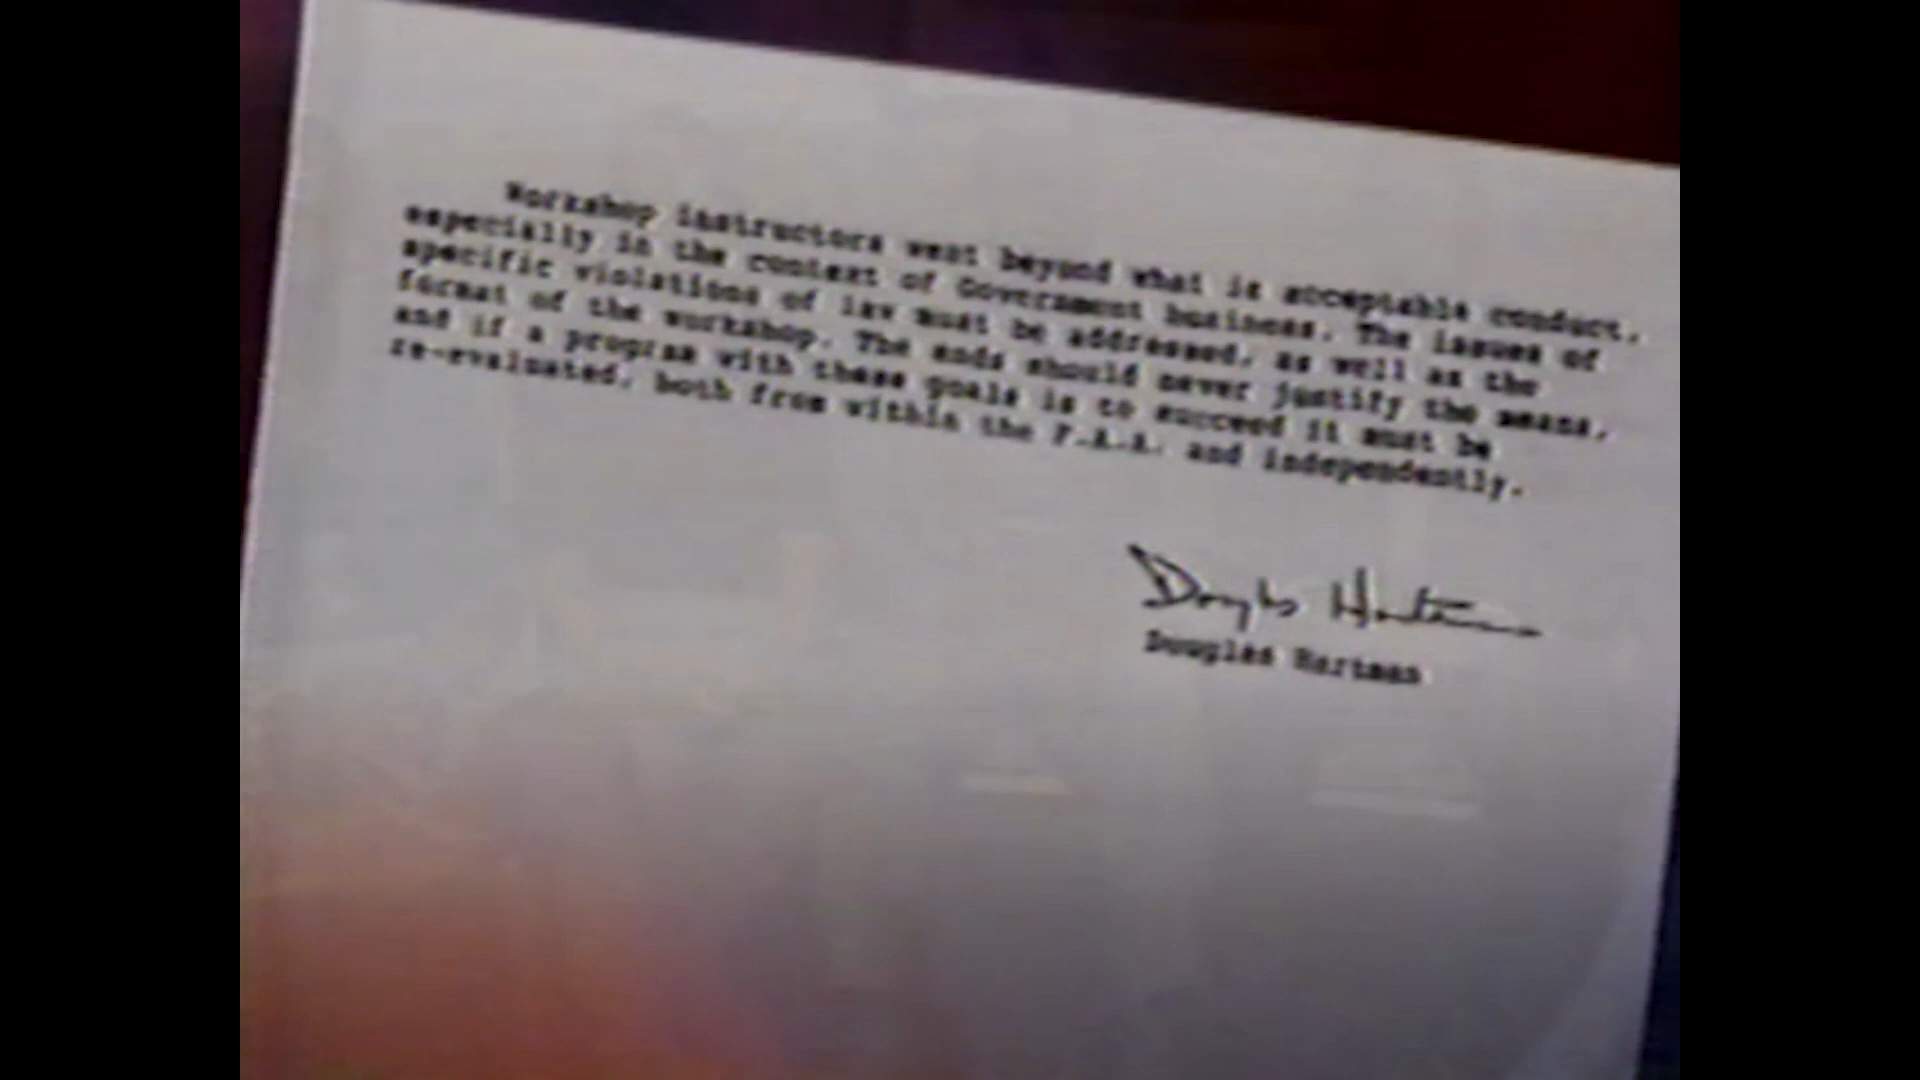 Workshop instructors went beyond what is acceptable conduct,
especially in the context of Government business. The issues of
specific violations of law must be addressed, as well as the
format of the workshop. The ends should never justify the means,
and if a program with these goals is to succeed it must be
re-evaluated, both from within the F.A.A. and independently.
Douglas Hartman
Douglas Hartman